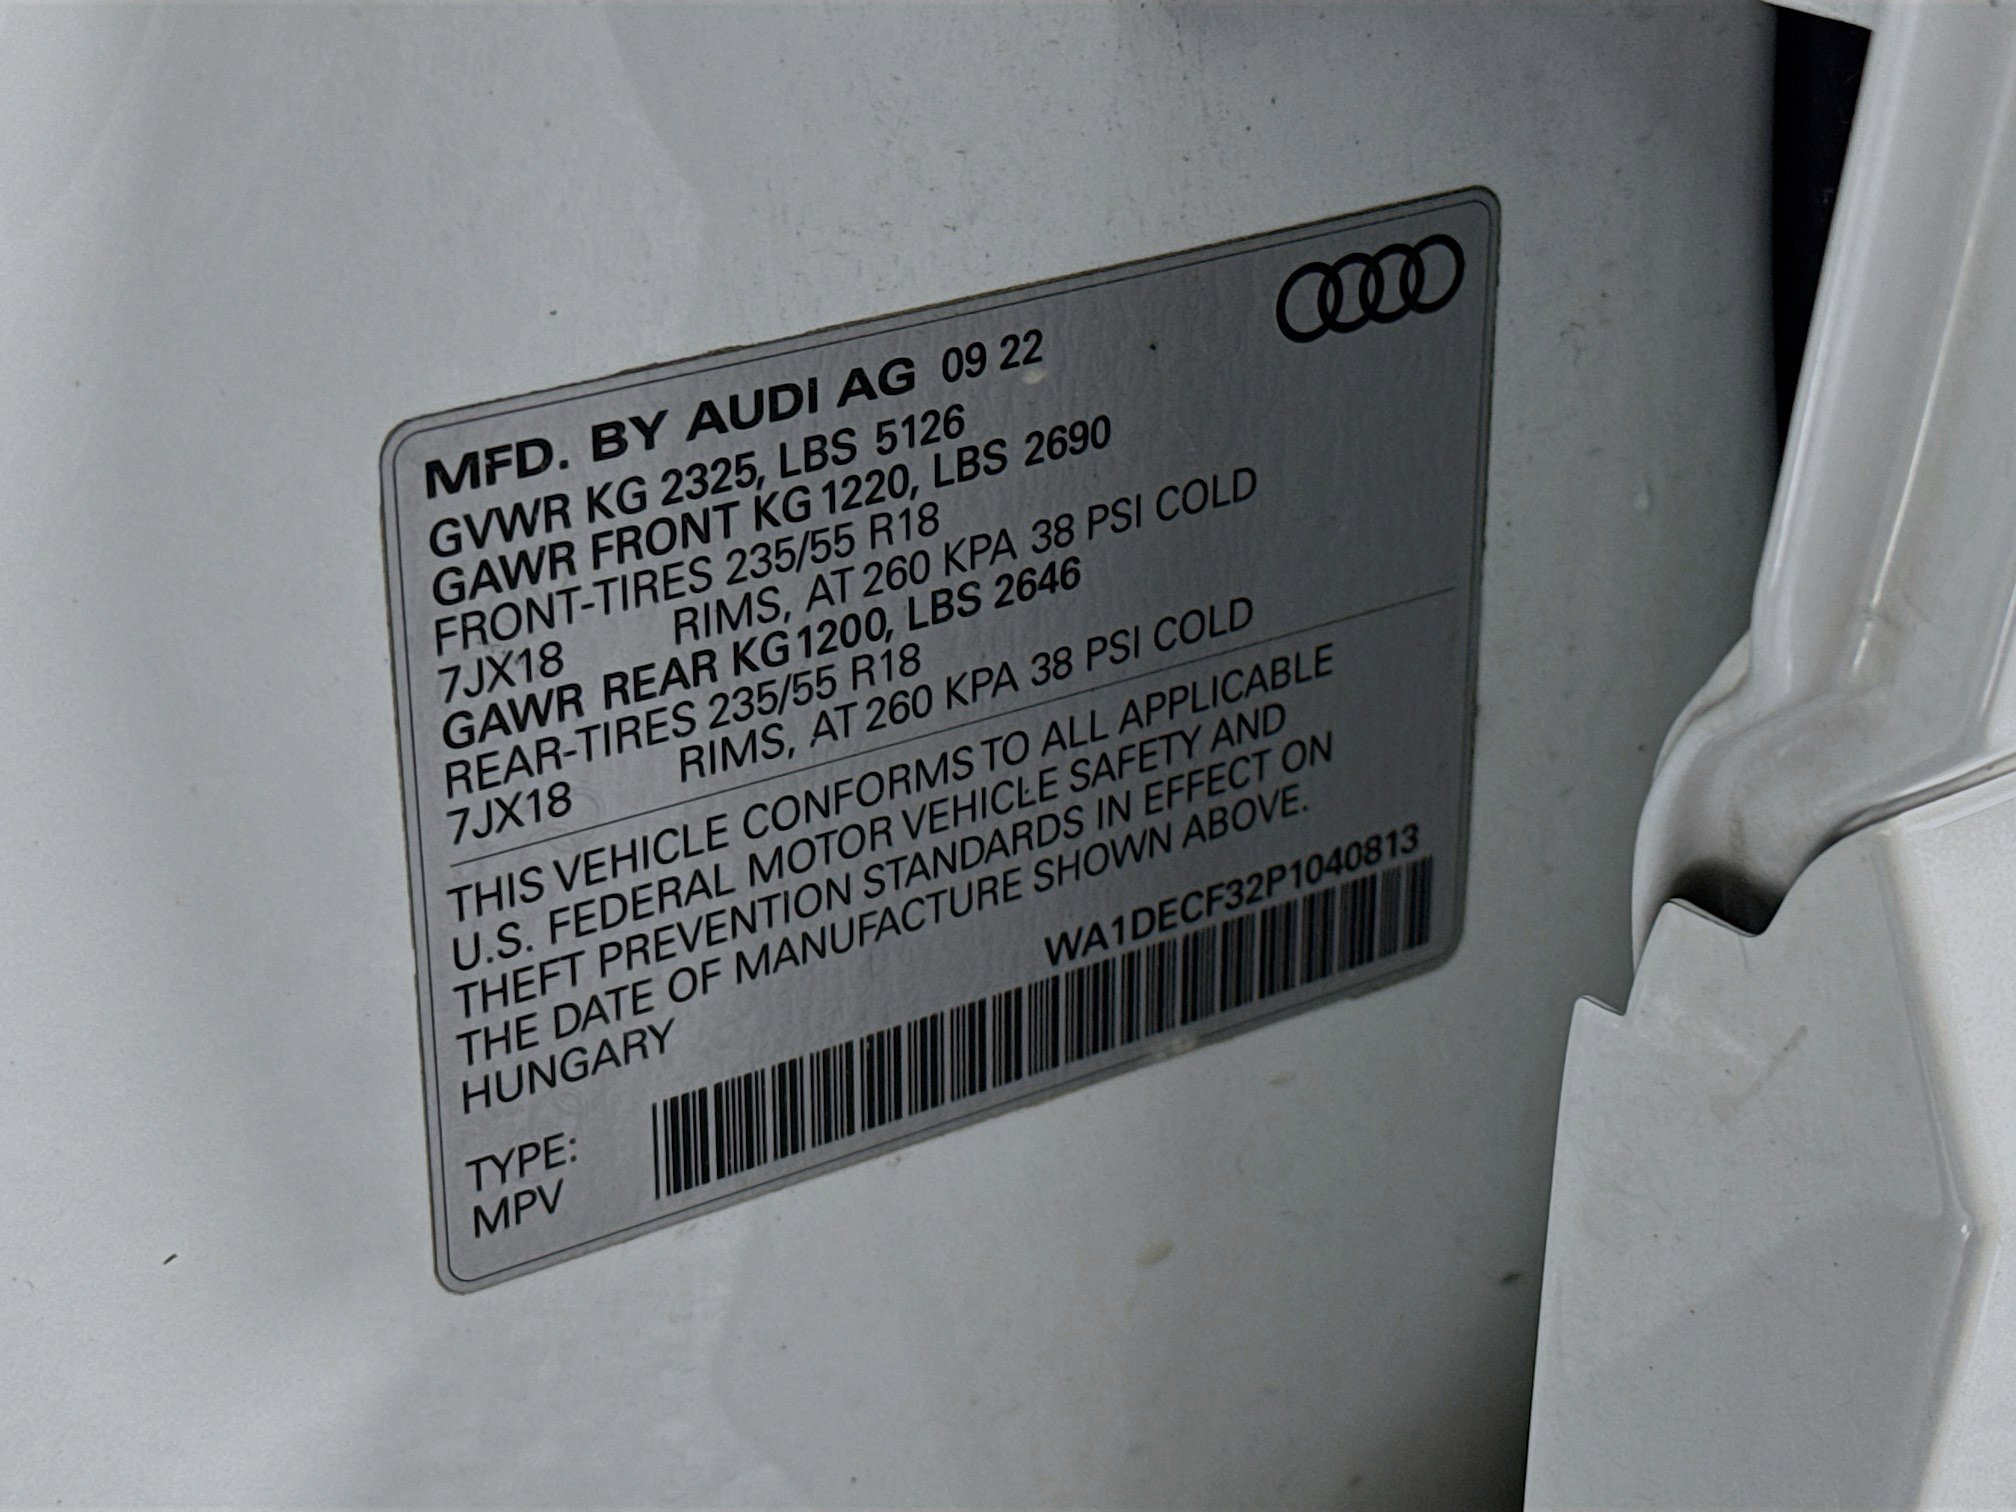 MFD. BY AUDI AG 09 22
GVWR KG 2325, LBS 5126
GAWR FRONT KG 1220, LBS 2690
FRONT-TIRES 235/55 R18
7JX18 RIMS, AT 260 KPA 38 PSI COLD
GAWR REAR KG 1200, LBS 2646
REAR-TIRES 235/55 R18
7JX18 RIMS, AT 260 KPA 38 PSI COLD
THIS VEHICLE CONFORMS TO ALL APPLICABLE
U.S. FEDERAL MOTOR VEHICLE SAFETY AND
THEFT PREVENTION STANDARDS IN EFFECT ON
THE DATE OF MANUFACTURE SHOWN ABOVE.
HUNGARY
WA1DECF32P1040813
TYPE:
MPV